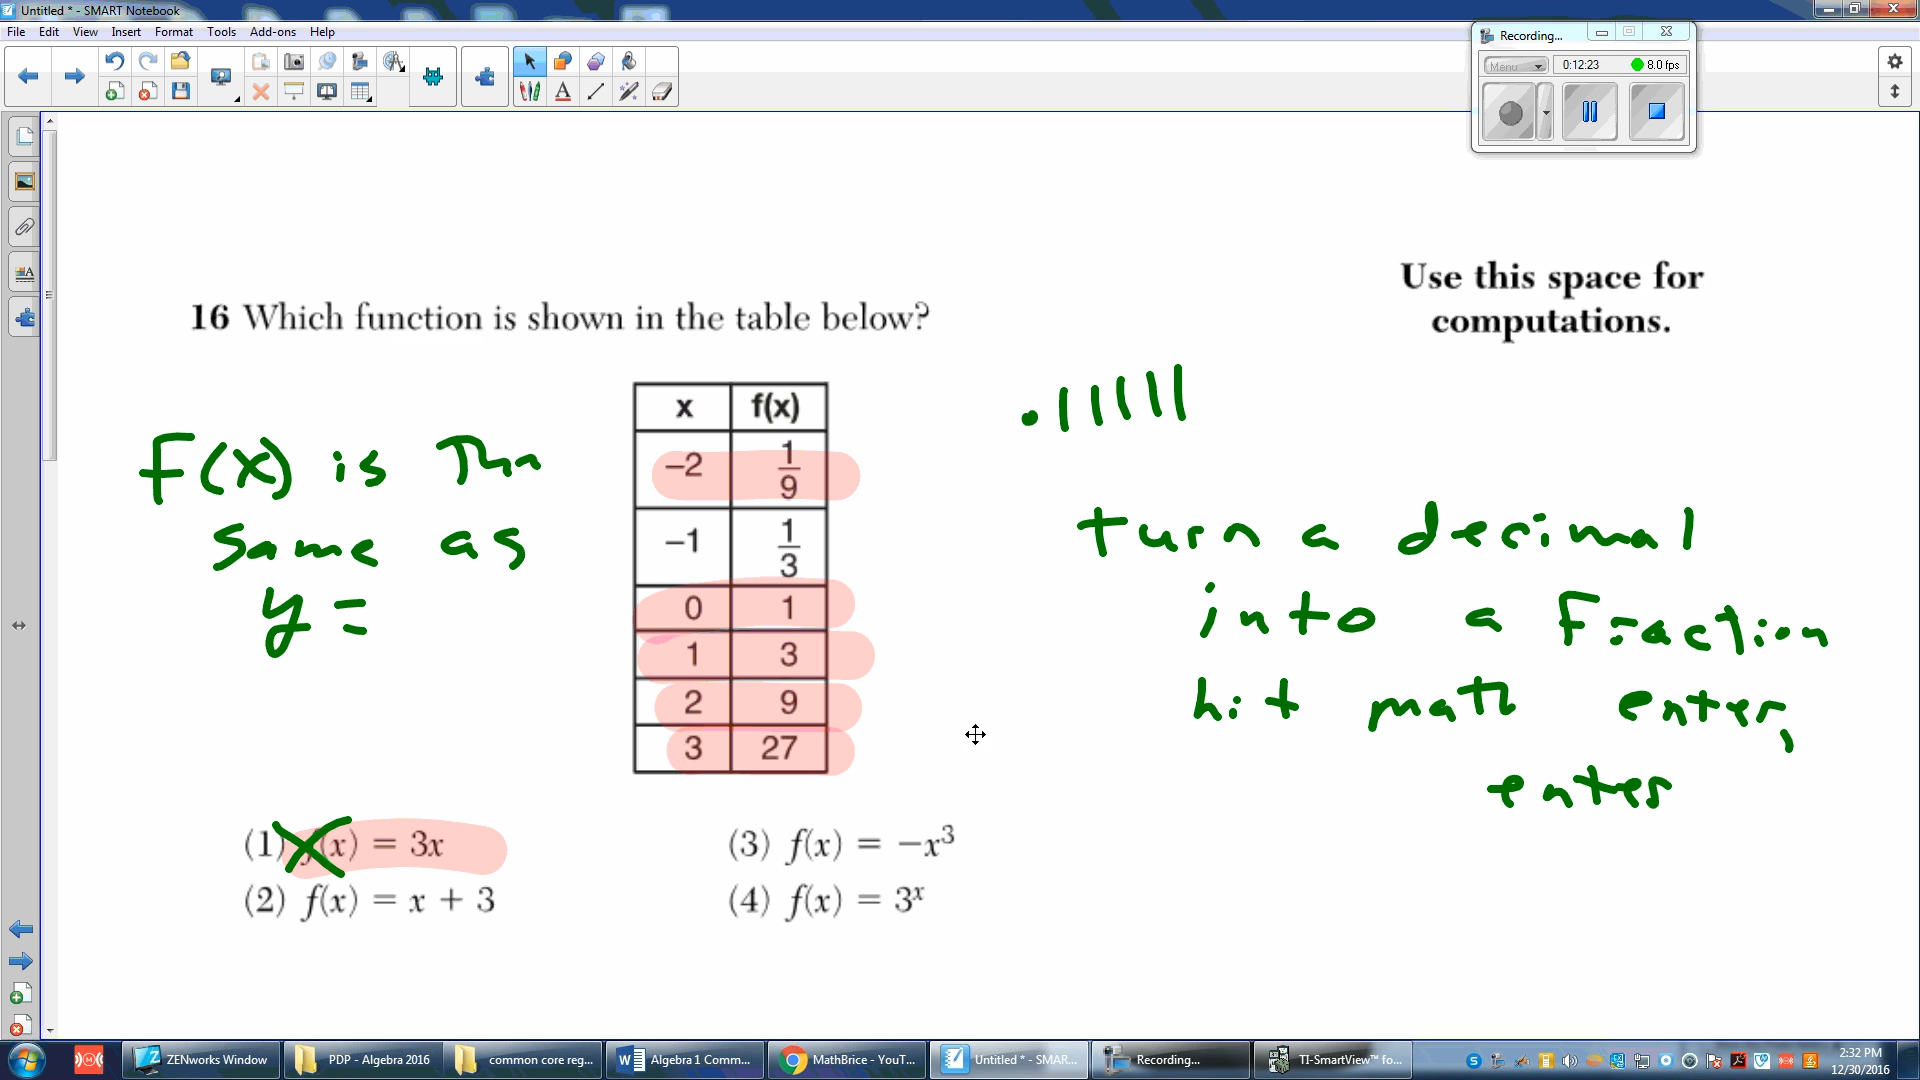 Untitled * - SMART Notebook
File Edit View Insert Format Tools Add-ons Help
Recording...
Menu 0:12:23 8.0 fps
Use this space for
computations.
16 Which function is shown in the table below?
x f(x)
−2 1/9
−1 1/3
0 1
1 3
2 9
3 27
F(x) is The
same as
y =
.11111
turn a decimal
into a Fraction
hit math enter,
enter
(1) f(x) = 3x
(2) f(x) = x + 3
(3) f(x) = −x³
(4) f(x) = 3ˣ
ZENworks Window
PDP - Algebra 2016
common core reg...
Algebra 1 Comm...
MathBrice - YouT...
Untitled * - SMAR...
Recording...
TI-SmartView™ fo...
2:32 PM
12/30/2016